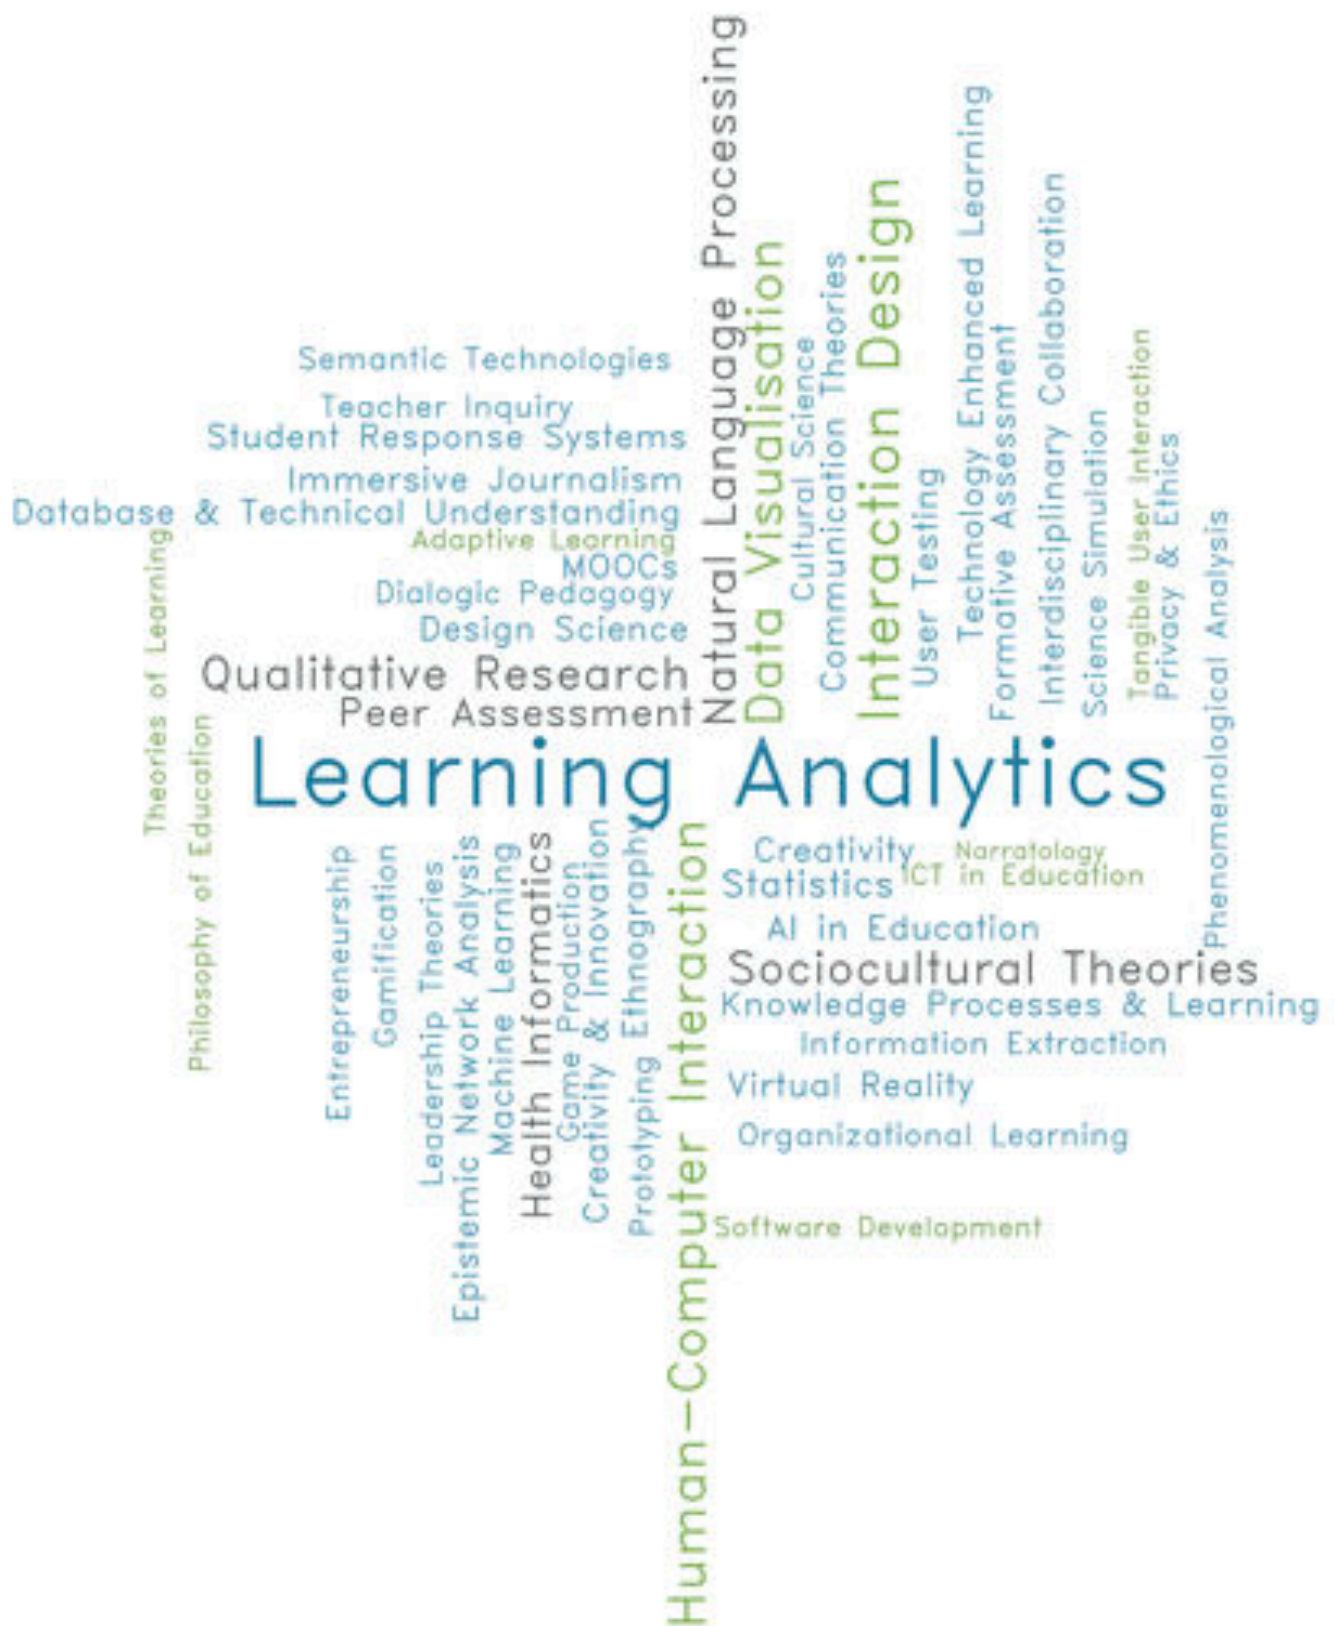 Natural Language Processing
Data Visualisation
Cultural Science
Communication Theories
Interaction Design
User Testing
Technology Enhanced Learning
Formative Assessment
Interdisciplinary Collaboration
Science Simulation
Tangible User Interaction
Privacy & Ethics
Phenomenological Analysis
Semantic Technologies
Teacher Inquiry
Student Response Systems
Immersive Journalism
Database & Technical Understanding
Adaptive Learning
MOOCs
Dialogic Pedagogy
Design Science
Qualitative Research
Peer Assessment
Theories of Learning
Philosophy of Education
Learning Analytics
Entrepreneurship
Gamification
Leadership Theories
Epistemic Network Analysis
Machine Learning
Health Informatics
Game Production
Creativity & Innovation
Prototyping
Ethnography
Human-Computer Interaction
Creativity
Narratology
Statistics
ICT in Education
AI in Education
Sociocultural Theories
Knowledge Processes & Learning
Information Extraction
Virtual Reality
Organizational Learning
Software Development